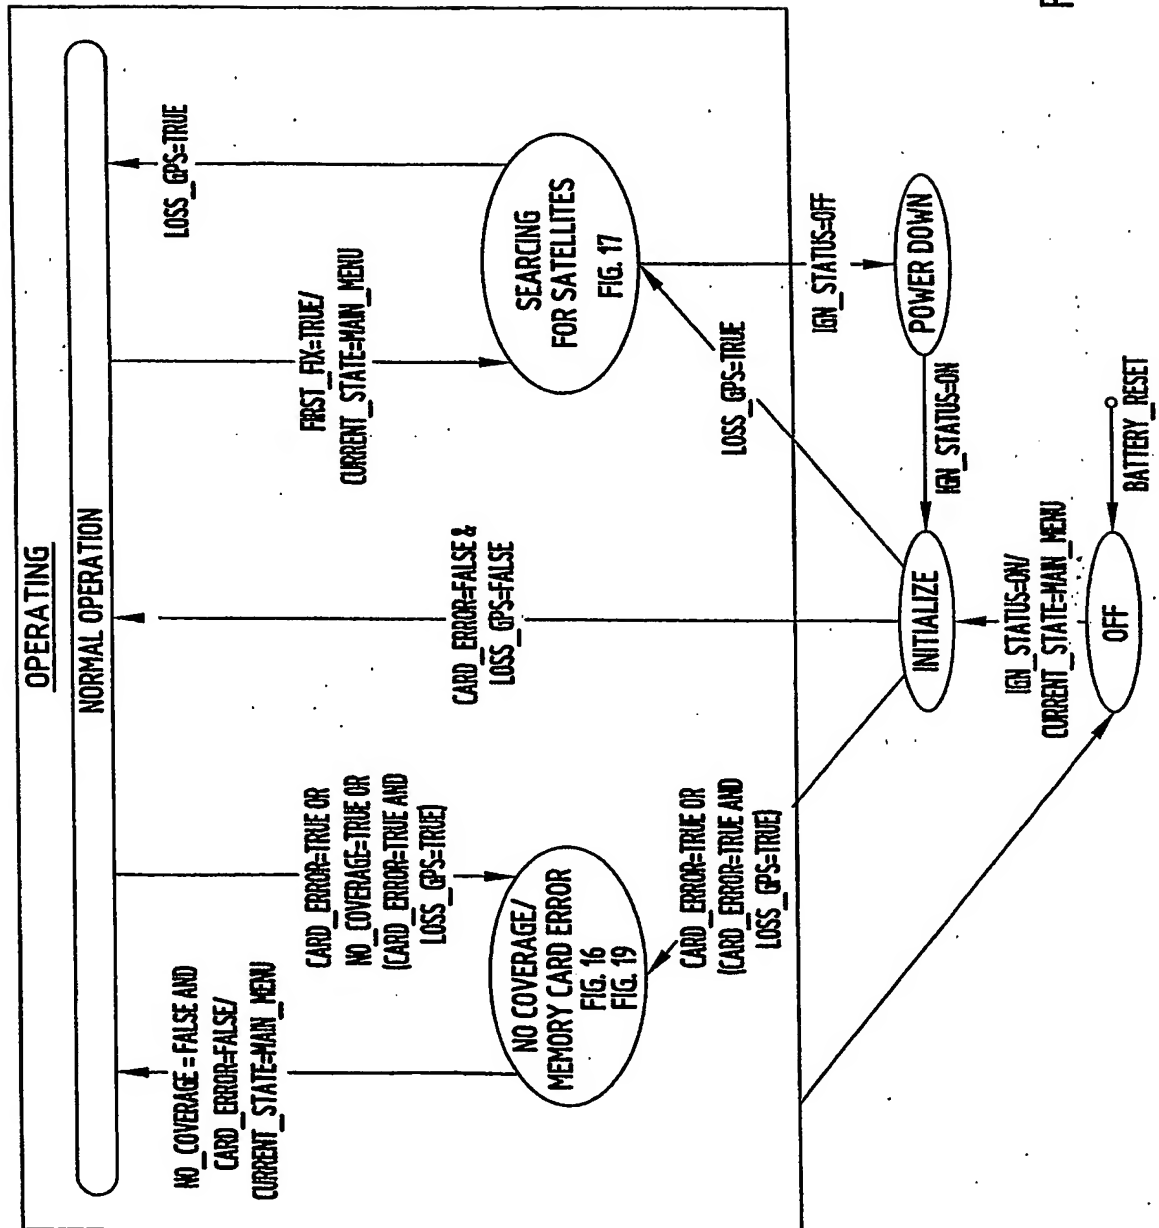 OPERATING
NORMAL OPERATION
NO_COVERAGE = FALSE AND
CARD_ERROR=FALSE/
CURRENT_STATE=MAIN_MENU
CARD_ERROR=TRUE OR
NO_COVERAGE=TRUE OR
(CARD_ERROR=TRUE AND
LOSS_GPS=TRUE)
CARD_ERROR=FALSE &
LOSS_GPS=FALSE
FIRST_FIX=TRUE/
CURRENT_STATE=MAIN_MENU
LOSS_GPS=TRUE
NO COVERAGE/
MEMORY CARD ERROR
FIG. 16
FIG. 19
SEARCING
FOR SATELLITES
FIG. 17
CARD_ERROR=TRUE OR
(CARD_ERROR=TRUE AND
LOSS_GPS=TRUE)
LOSS_GPS=TRUE
IGN_STATUS=OFF
INITIALIZE
IGN_STATUS=ON
POWER DOWN
IGN_STATUS=ON/
CURRENT_STATE=MAIN_MENU
OFF
BATTERY_RESET